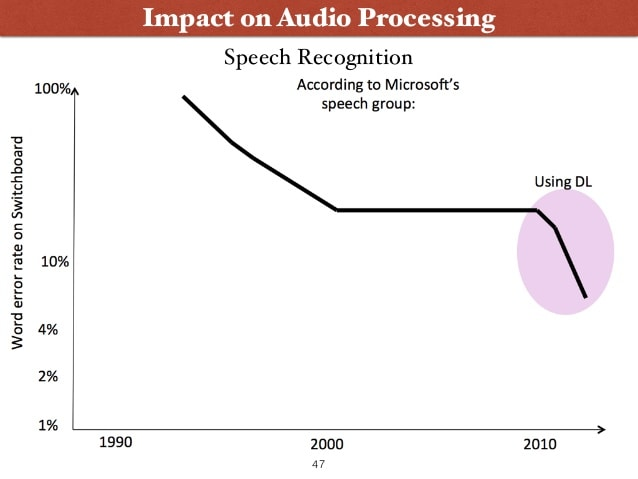 Impact on Audio Processing
Speech Recognition
According to Microsoft's
speech group:
100%
Using DL
Word error rate on Switchboard
10%
4%
2%
1%
1990
2000
2010
47